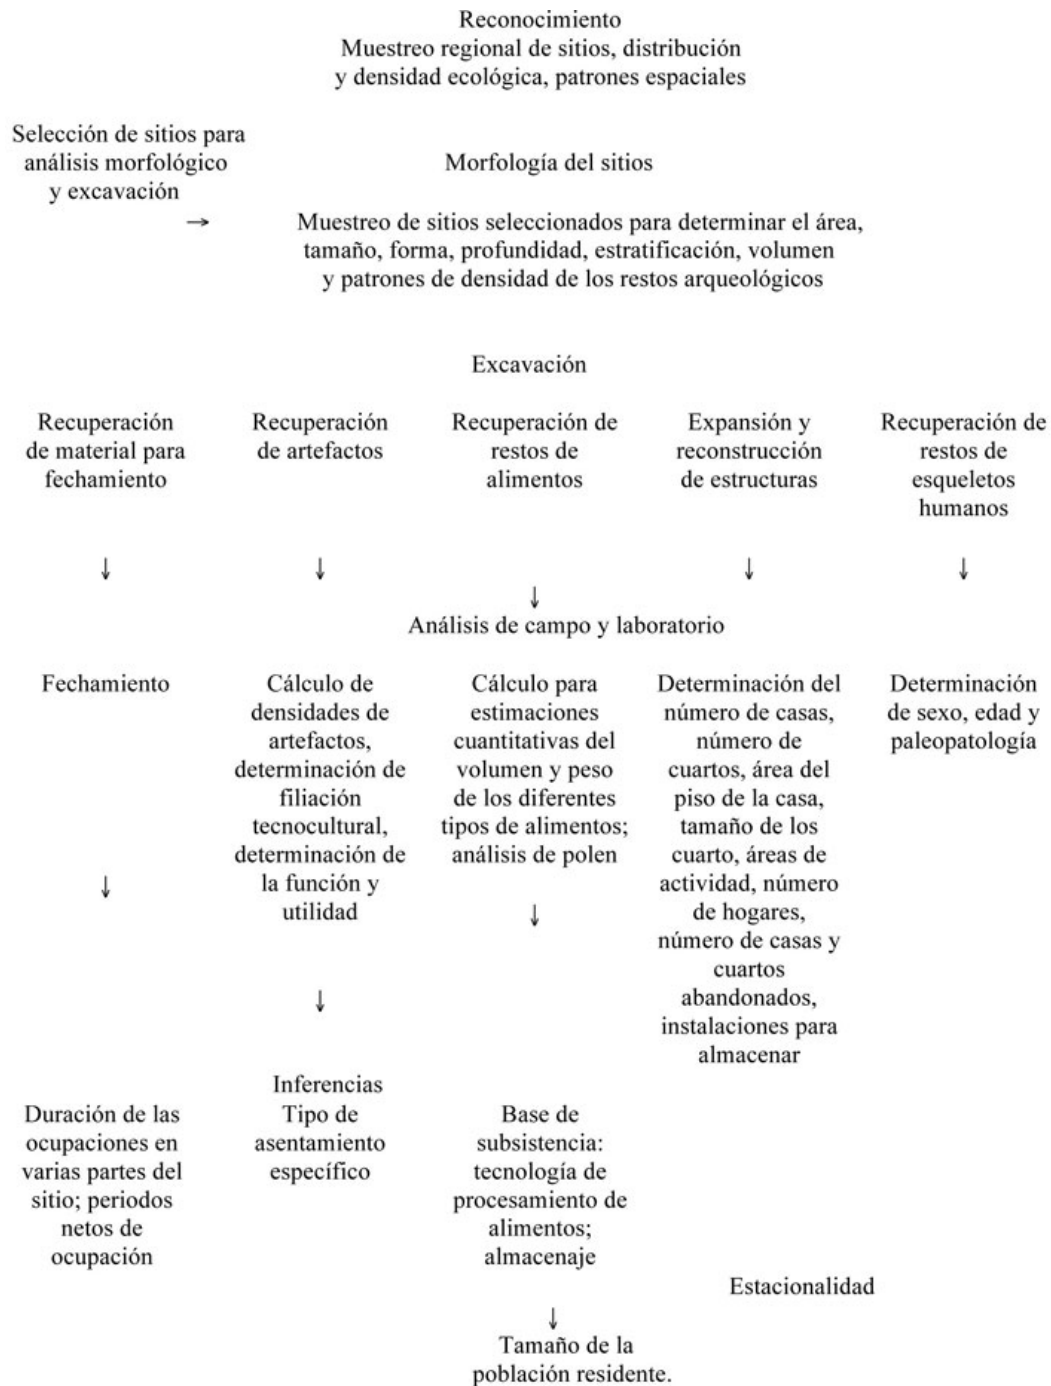 Reconocimiento
Muestreo regional de sitios, distribución
y densidad ecológica, patrones espaciales
Selección de sitios para
análisis morfológico
y excavación
→
Morfología del sitios
Muestreo de sitios seleccionados para determinar el área,
tamaño, forma, profundidad, estratificación, volumen
y patrones de densidad de los restos arqueológicos
Excavación
Recuperación
de material para
fechamiento
Recuperación
de artefactos
Recuperación de
restos de
alimentos
Expansión y
reconstrucción
de estructuras
Recuperación de
restos de
esqueletos
humanos
↓ ↓ ↓ ↓ ↓
Análisis de campo y laboratorio
Fechamiento
↓
Cálculo de
densidades de
artefactos,
determinación de
filiación
tecnocultural,
determinación de
la función y
utilidad
↓
Cálculo para
estimaciones
cuantitativas del
volumen y peso
de los diferentes
tipos de alimentos;
análisis de polen
↓
Determinación del
número de casas,
número de
cuartos, área del
piso de la casa,
tamaño de los
cuarto, áreas de
actividad, número
de hogares,
número de casas y
cuartos
abandonados,
instalaciones para
almacenar
Determinación
de sexo, edad y
paleopatología
Inferencias
Duración de las
ocupaciones en
varias partes del
sitio; periodos
netos de
ocupación
Tipo de
asentamiento
específico
Base de
subsistencia:
tecnología de
procesamiento de
alimentos;
almacenaje
Estacionalidad
↓
Tamaño de la
población residente.